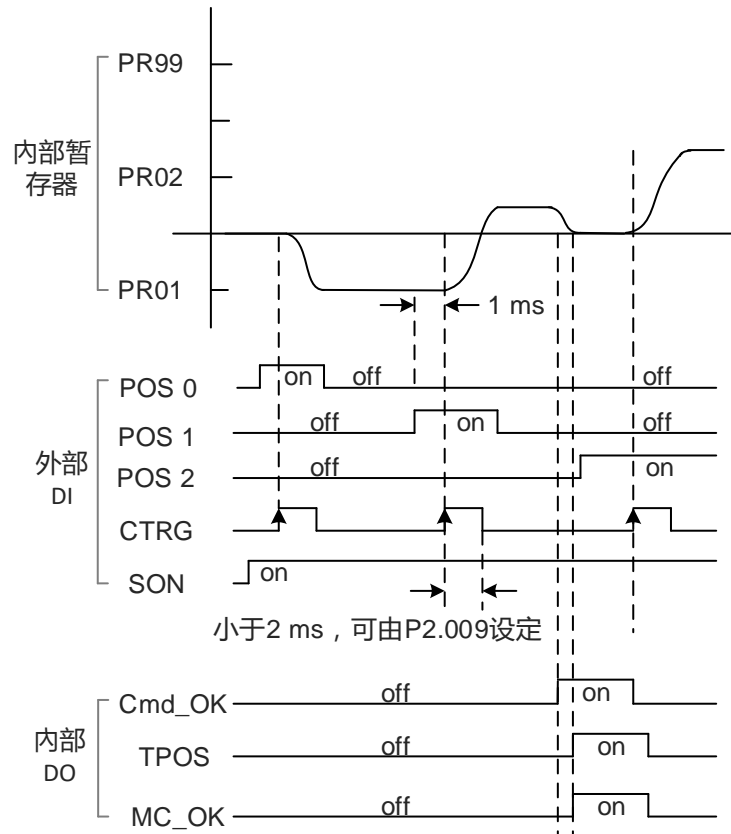 PR99
内部暂
存器
PR02
PR01
1 ms
POS 0
on
off
off
POS 1
off
on
off
外部
DI
POS 2
off
on
CTRG
SON
on
小于2 ms，可由P2.009设定
Cmd_OK
off
on
内部
DO
TPOS
off
on
MC_OK
off
on